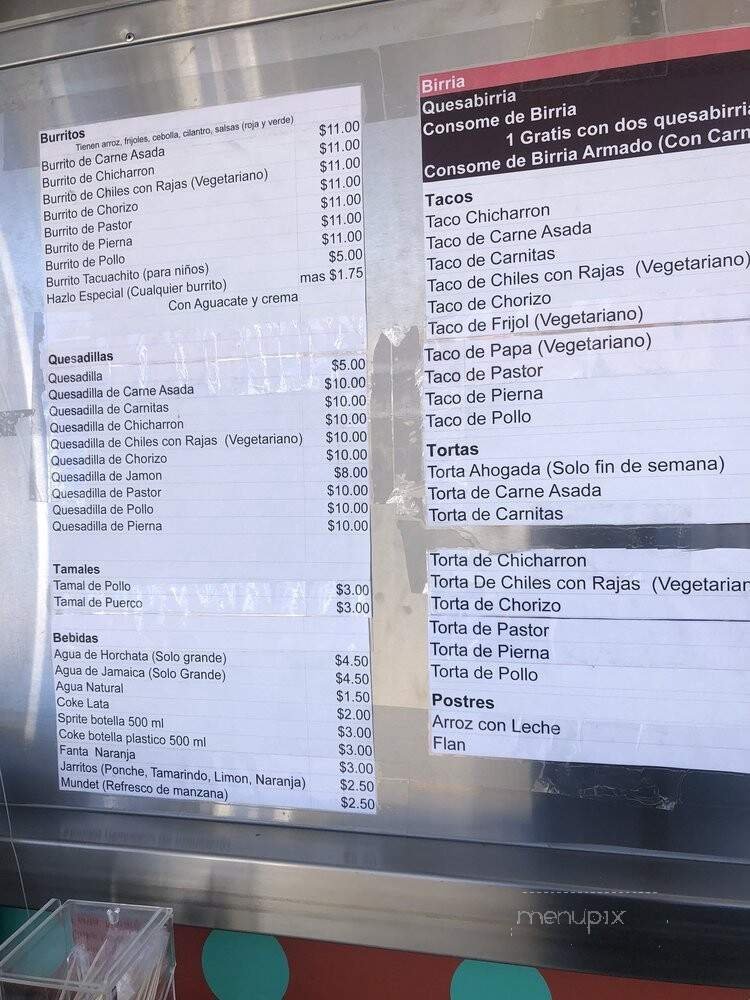 Burritos
Tienen arroz, frijoles, cebolla, cilantro, salsas (roja y verde)
Burrito de Carne Asada $11.00
Burrito de Chicharron $11.00
Burrito de Chiles con Rajas (Vegetariano) $11.00
Burrito de Chorizo $11.00
Burrito de Pastor $11.00
Burrito de Pierna $11.00
Burrito de Pollo $11.00
Burrito Tacuachito (para niños) $5.00
Hazlo Especial (Cualquier burrito) mas $1.75
Con Aguacate y crema
Quesadillas
Quesadilla $5.00
Quesadilla de Carne Asada $10.00
Quesadilla de Carnitas $10.00
Quesadilla de Chicharron $10.00
Quesadilla de Chiles con Rajas (Vegetariano) $10.00
Quesadilla de Chorizo $10.00
Quesadilla de Jamon $8.00
Quesadilla de Pastor $10.00
Quesadilla de Pollo $10.00
Quesadilla de Pierna $10.00
Tamales
Tamal de Pollo $3.00
Tamal de Puerco $3.00
Bebidas
Agua de Horchata (Solo grande) $4.50
Agua de Jamaica (Solo Grande) $4.50
Agua Natural $1.50
Coke Lata $2.00
Sprite botella 500 ml $3.00
Coke botella plastico 500 ml $3.00
Fanta Naranja $3.00
Jarritos (Ponche, Tamarindo, Limon, Naranja) $2.50
Mundet (Refresco de manzana) $2.50
Birria
Quesabirria
Consome de Birria
1 Gratis con dos quesabirria
Consome de Birria Armado (Con Carn
Tacos
Taco Chicharron
Taco de Carne Asada
Taco de Carnitas
Taco de Chiles con Rajas (Vegetariano)
Taco de Chorizo
Taco de Frijol (Vegetariano)
Taco de Papa (Vegetariano)
Taco de Pastor
Taco de Pierna
Taco de Pollo
Tortas
Torta Ahogada (Solo fin de semana)
Torta de Carne Asada
Torta de Carnitas
Torta de Chicharron
Torta De Chiles con Rajas (Vegetarian
Torta de Chorizo
Torta de Pastor
Torta de Pierna
Torta de Pollo
Postres
Arroz con Leche
Flan
menupix